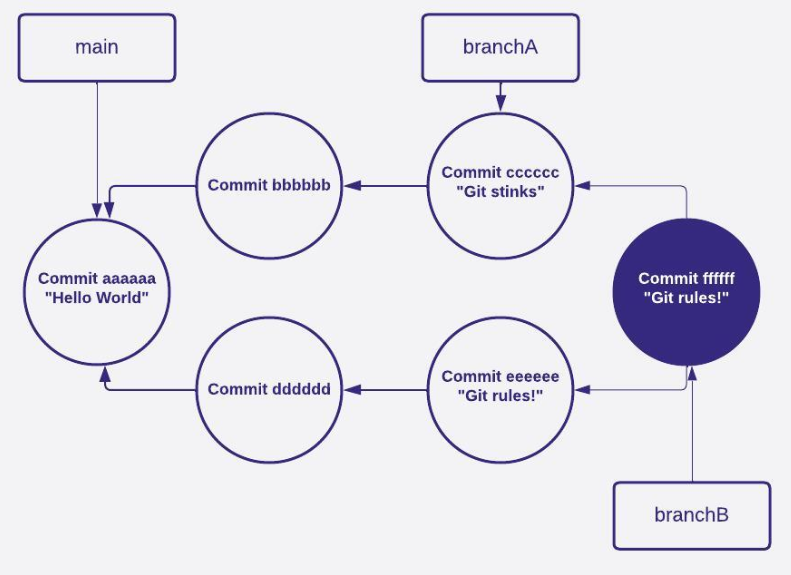 main
branchA
Commit bbbbbb
Commit cccccc
"Git stinks"
Commit aaaaaa
"Hello World"
Commit ffffff
"Git rules!"
Commit dddddd
Commit eeeeee
"Git rules!"
branchB